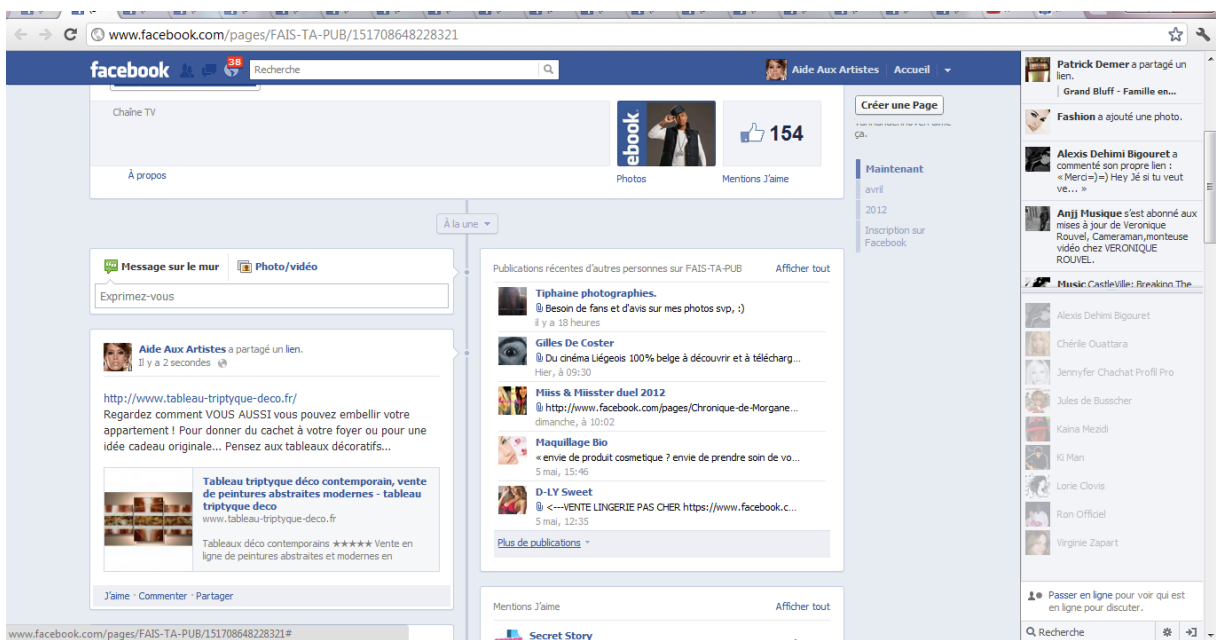 www.facebook.com/pages/FAIS-TA-PUB/151708648228321
facebook
38
Recherche
Aide Aux Artistes
Accueil
Chaîne TV
ebook
154
À propos
Photos
Mentions J'aime
Créer une Page
ça.
Maintenant
avril
2012
Inscription sur
Facebook
À la une
Message sur le mur
Photo/vidéo
Exprimez-vous
Aide Aux Artistes a partagé un lien.
Il y a 2 secondes
http://www.tableau-triptyque-deco.fr/
Regardez comment VOUS AUSSI vous pouvez embellir votre
appartement ! Pour donner du cachet à votre foyer ou pour une
idée cadeau originale... Pensez aux tableaux décoratifs...
Tableau triptyque déco contemporain, vente
de peintures abstraites modernes - tableau
triptyque deco
www.tableau-triptyque-deco.fr
Tableaux déco contemporains ★★★★★ Vente en
ligne de peintures abstraites et modernes en
J'aime · Commenter · Partager
Publications récentes d'autres personnes sur FAIS-TA-PUB
Afficher tout
Tiphaine photographies.
Besoin de fans et d'avis sur mes photos svp, :)
il y a 18 heures
Gilles De Coster
Du cinéma Liégeois 100% belge à découvrir et à télécharg...
Hier, à 09:30
Miiss & Miisster duel 2012
http://www.facebook.com/pages/Chronique-de-Morgane...
dimanche, à 10:02
Maquillage Bio
« envie de produit cosmetique ? envie de prendre soin de vo...
5 mai, 15:46
D-LY Sweet
<---VENTE LINGERIE PAS CHER https://www.facebook.c...
5 mai, 12:35
Plus de publications
Mentions J'aime
Afficher tout
Secret Story
Patrick Demer a partagé un
lien.
Grand Bluff - Famille en...
Fashion a ajouté une photo.
Alexis Dehimi Bigouret a
commenté son propre lien :
«Merci=)=) Hey Jé si tu veut
ve... »
Anjj Musique s'est abonné aux
mises à jour de Veronique
Rouvel, Cameraman,monteuse
vidéo chez VERONIQUE
ROUVEL.
Music CastleVille: Breaking The
Alexis Dehimi Bigouret
Chérile Ouattara
Jennyfer Chachat Profil Pro
Jules de Busscher
Kaina Mezidi
Ki Man
Lorie Clovis
Ron Officiel
Virginie Zapart
Passer en ligne pour voir qui est
en ligne pour discuter.
Recherche
www.facebook.com/pages/FAIS-TA-PUB/151708648228321#